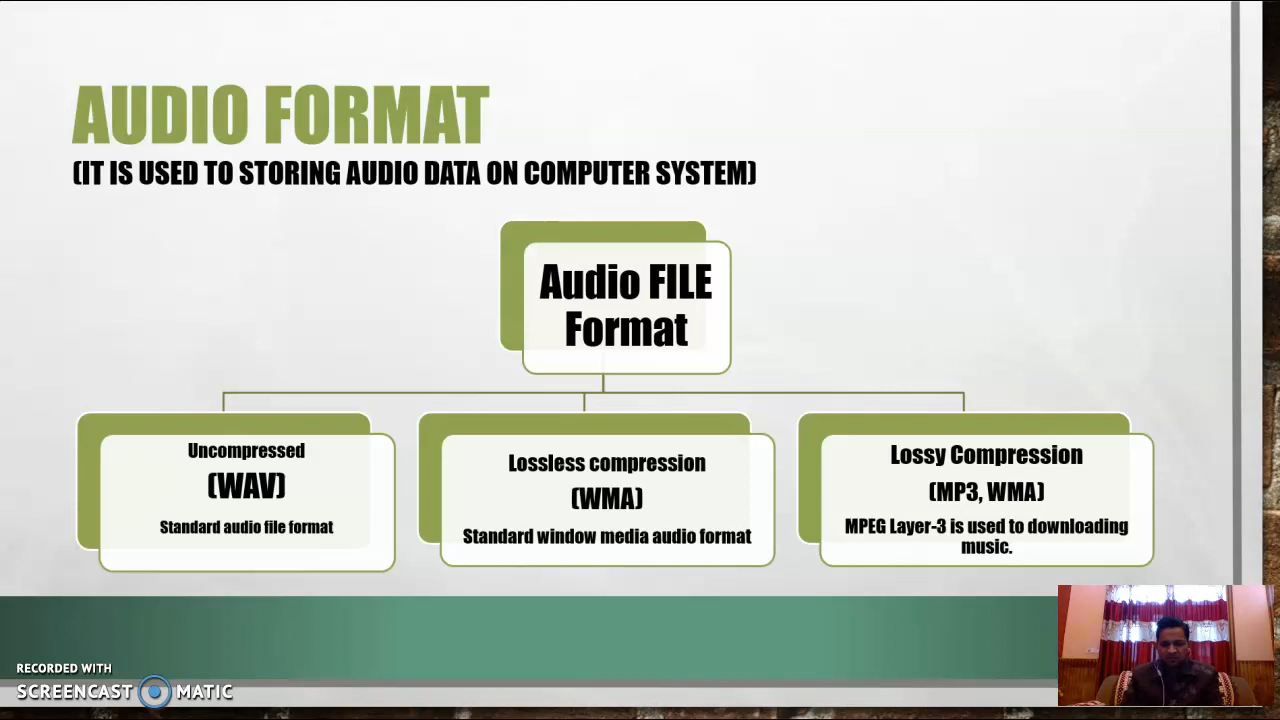 AUDIO FORMAT
(IT IS USED TO STORING AUDIO DATA ON COMPUTER SYSTEM)
Audio FILE
Format
Uncompressed
(WAV)
Standard audio file format
Lossless compression
(WMA)
Standard window media audio format
Lossy Compression
(MP3, WMA)
MPEG Layer-3 is used to downloading
music.
RECORDED WITH
SCREENCAST MATIC